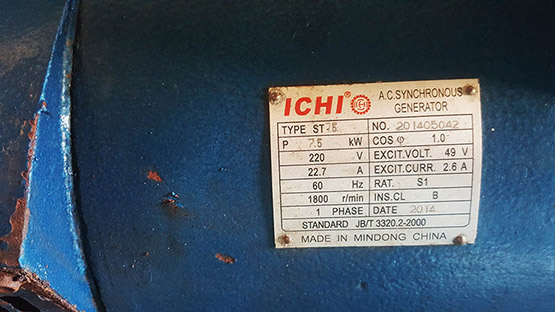 ICHI® A.C.SYNCHRONOUS
GENERATOR
TYPE ST-7.5 NO. 201405042
P 7.5 kW COS φ 1.0
220 V EXCIT.VOLT. 49 V
22.7 A EXCIT.CURR. 2.6 A
60 Hz RAT. S1
1800 r/min INS.CL B
1 PHASE DATE 2014
STANDARD JB/T 3320.2-2000
MADE IN MINDONG CHINA